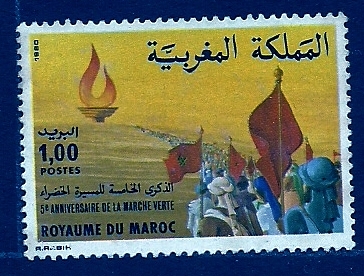 المملكة المغربية
1980
البريد
1,00
POSTES
الذكرى الخامسة للمسيرة الخضراء
5e ANNIVERSAIRE DE LA MARCHE VERTE
ROYAUME DU MAROC